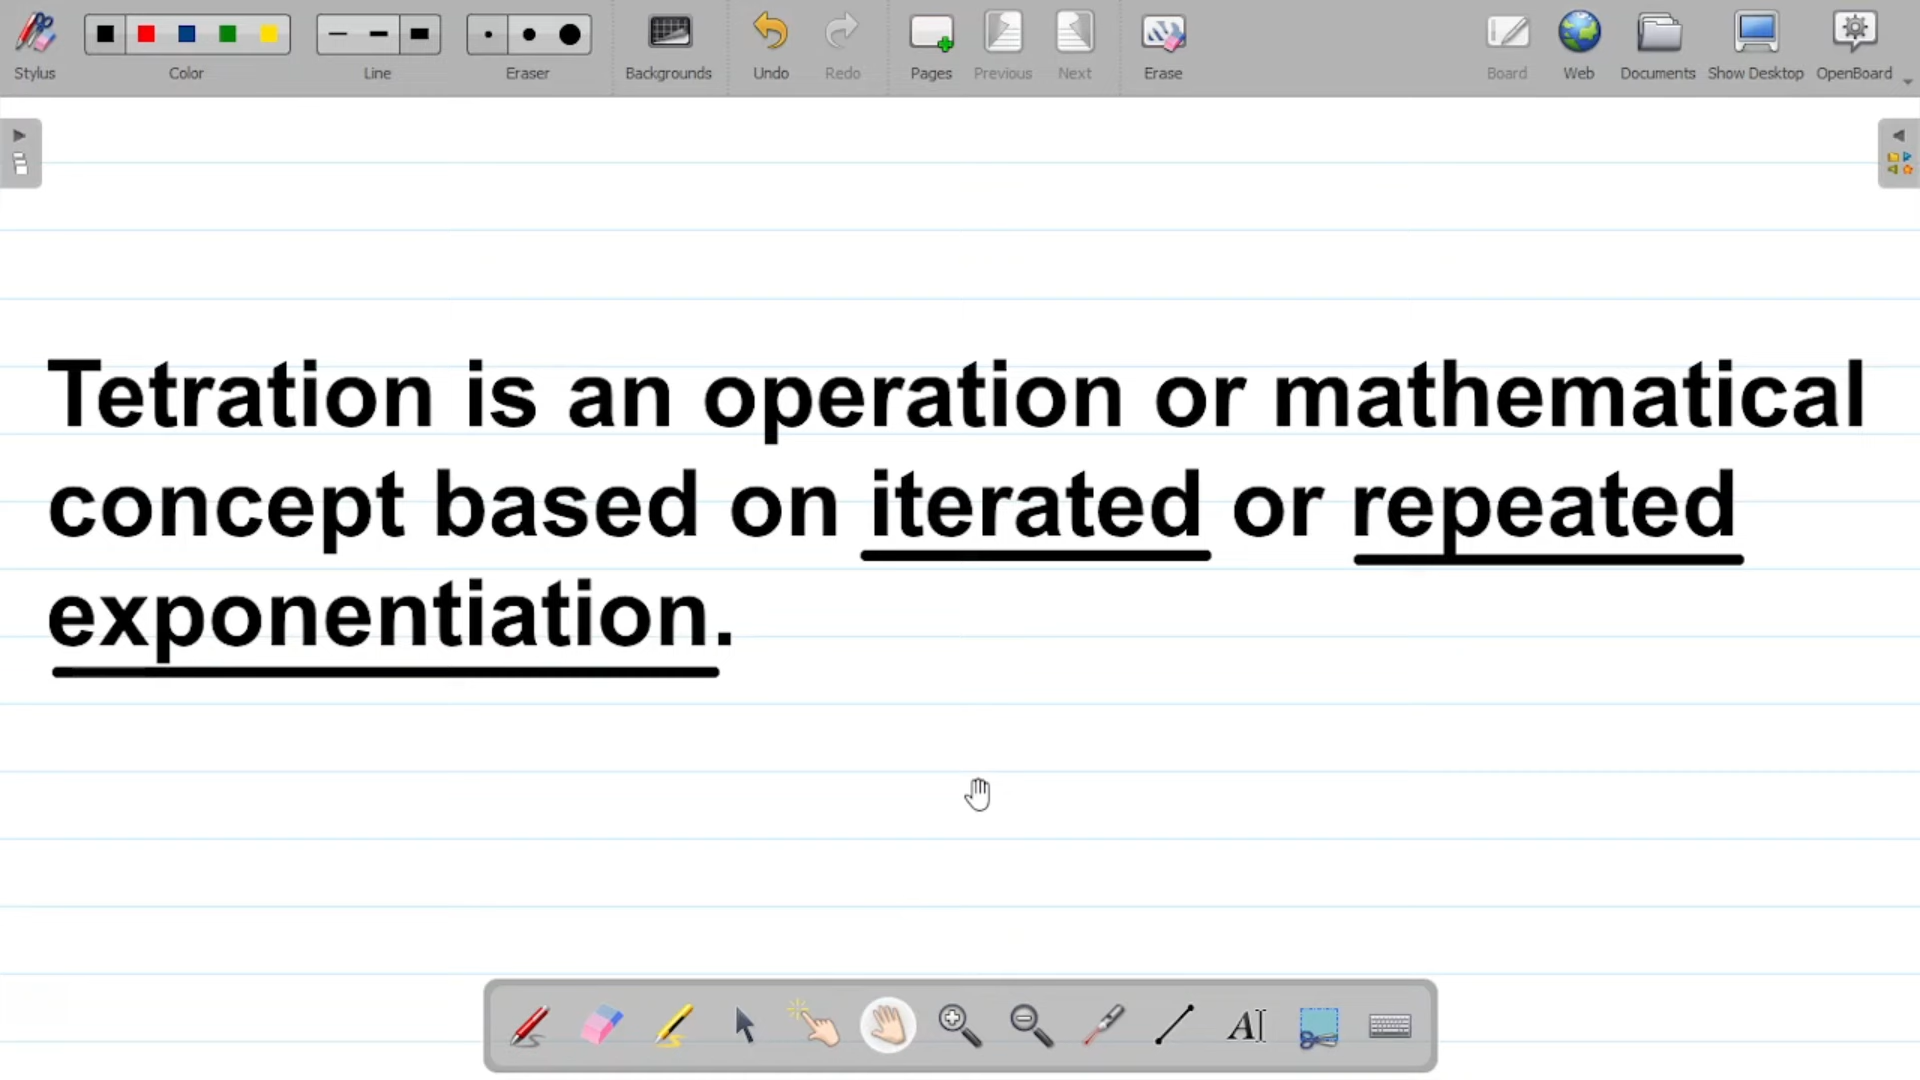 Stylus Color Line Eraser Backgrounds Undo Redo Pages Previous Next Erase Board Web Documents Show Desktop OpenBoard
Tetration is an operation or mathematical
concept based on iterated or repeated
exponentiation.